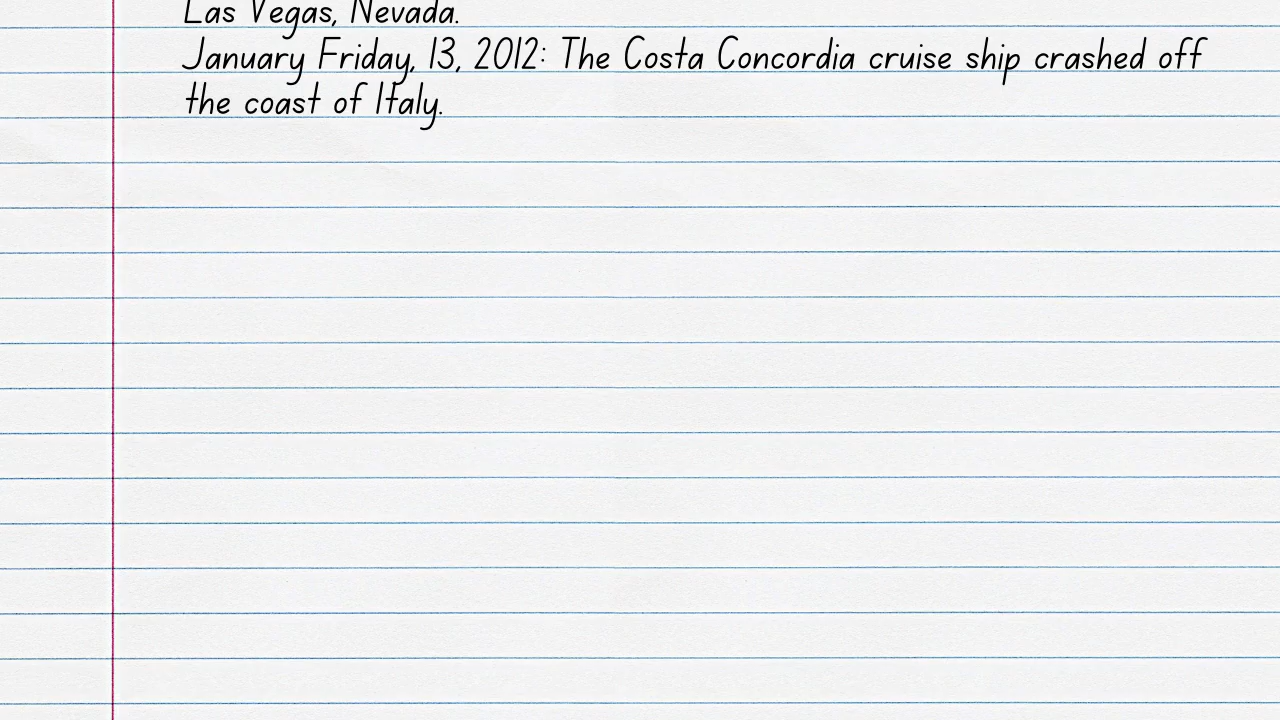 Las Vegas, Nevada.
January Friday, 13, 2012: The Costa Concordia cruise ship crashed off
the coast of Italy.